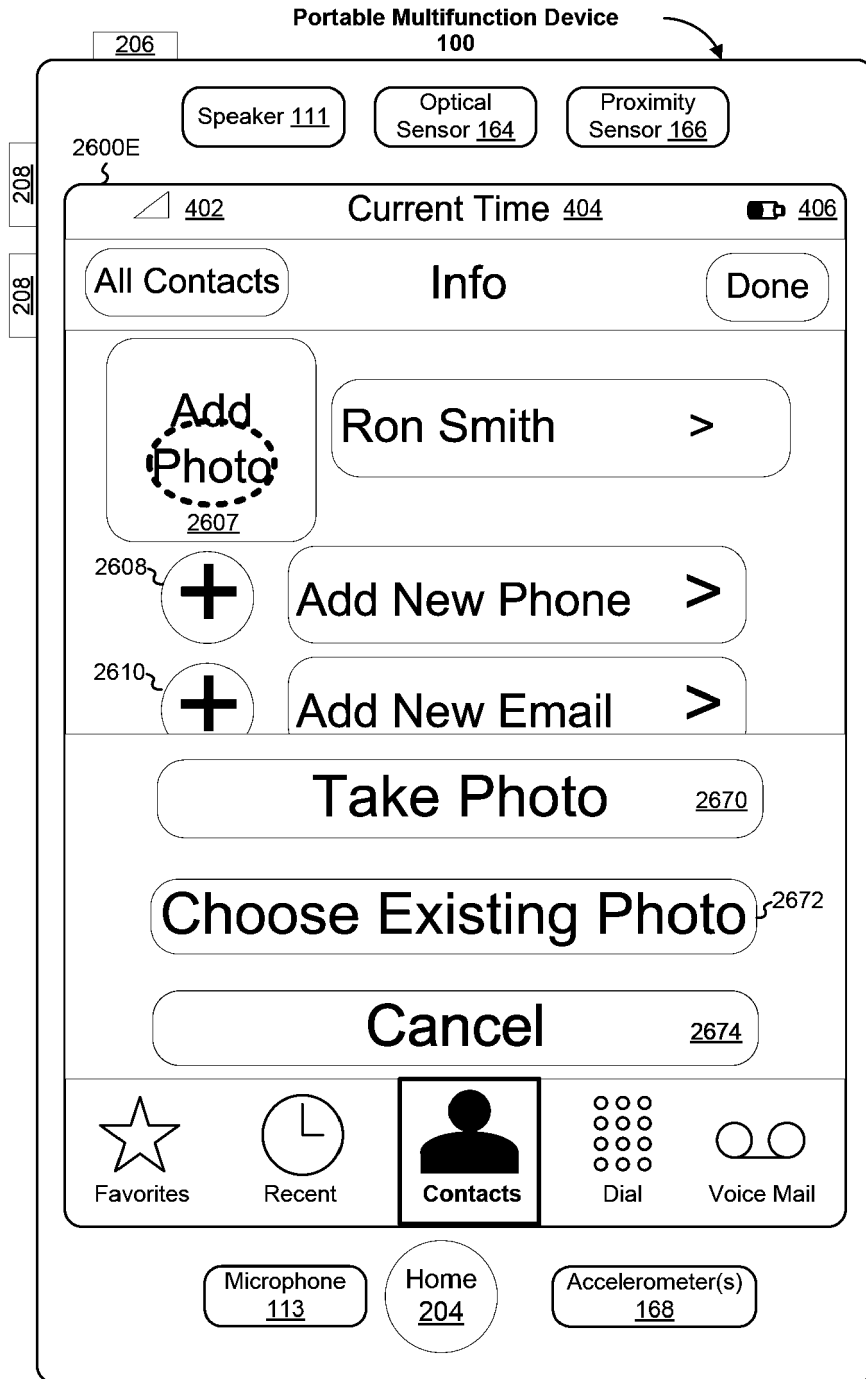 Portable Multifunction Device
100
206
Speaker 111
Optical
Sensor 164
Proximity
Sensor 166
208
208
2600E
402
Current Time 404
406
All Contacts
Info
Done
Add
Photo
2607
Ron Smith >
2608
+
Add New Phone >
2610
+
Add New Email >
Take Photo 2670
Choose Existing Photo
2672
Cancel 2674
Favorites
Recent
Contacts
Dial
Voice Mail
Microphone
113
Home
204
Accelerometer(s)
168